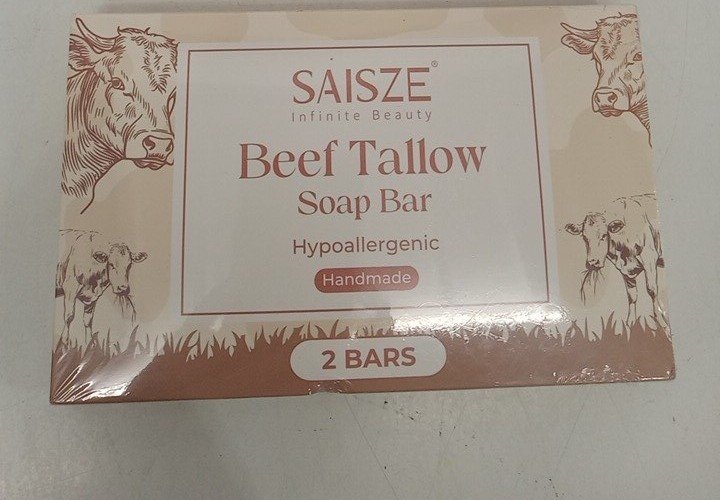 SAISZE®
Infinite Beauty
Beef Tallow
Soap Bar
Hypoallergenic
Handmade
2 BARS